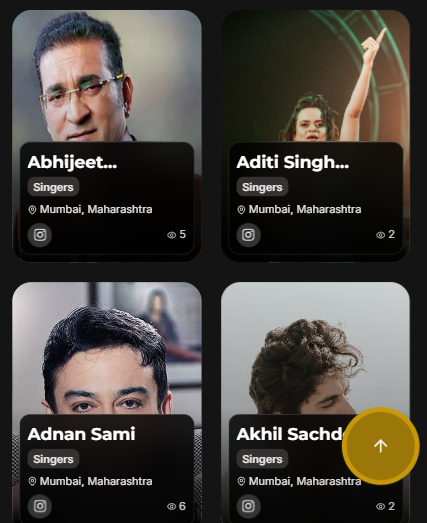 Abhijeet...
Singers
Mumbai, Maharashtra
5
Aditi Singh...
Singers
Mumbai, Maharashtra
2
Adnan Sami
Singers
Mumbai, Maharashtra
6
Akhil Sachd
Singers
Mumbai, Maharashtra
2